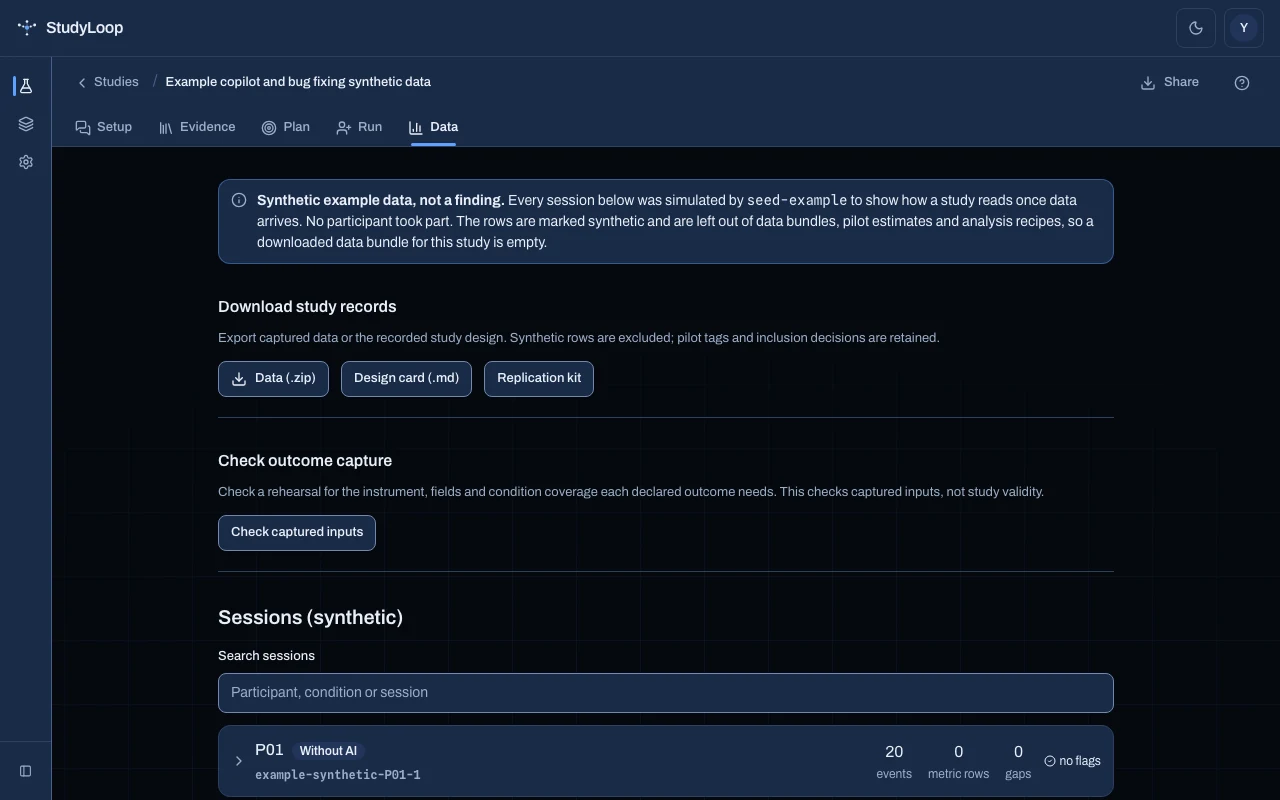 StudyLoop
Y
Studies / Example copilot and bug fixing synthetic data
Share
Setup
Evidence
Plan
Run
Data
Synthetic example data, not a finding. Every session below was simulated by seed-example to show how a study reads once data
arrives. No participant took part. The rows are marked synthetic and are left out of data bundles, pilot estimates and analysis recipes, so a
downloaded data bundle for this study is empty.
Download study records
Export captured data or the recorded study design. Synthetic rows are excluded; pilot tags and inclusion decisions are retained.
Data (.zip)
Design card (.md)
Replication kit
Check outcome capture
Check a rehearsal for the instrument, fields and condition coverage each declared outcome needs. This checks captured inputs, not study validity.
Check captured inputs
Sessions (synthetic)
Search sessions
Participant, condition or session
P01 Without AI
example-synthetic-P01-1
20 events
0 metric rows
0 gaps
no flags